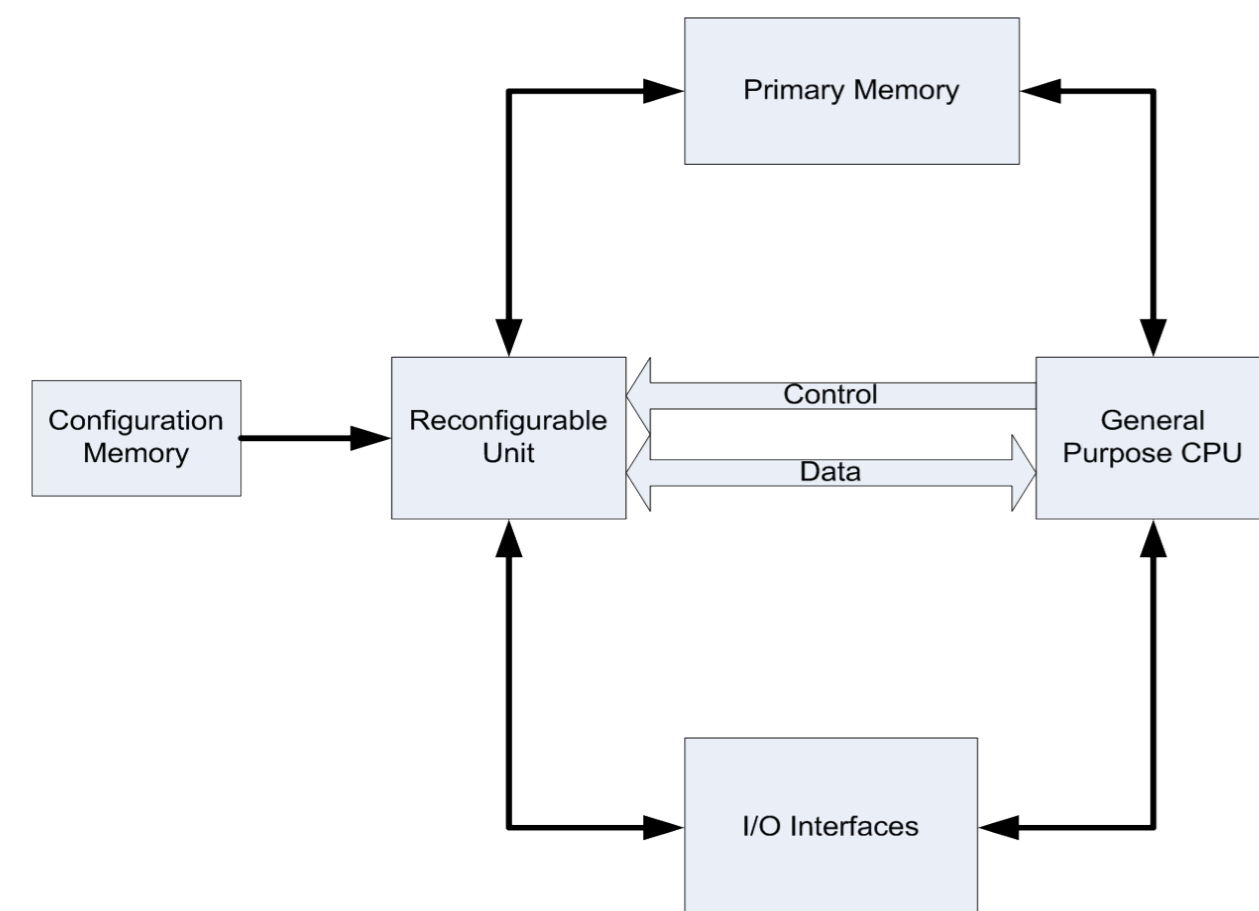 Primary Memory
Configuration
Memory
Reconfigurable
Unit
Control
Data
General
Purpose CPU
I/O Interfaces